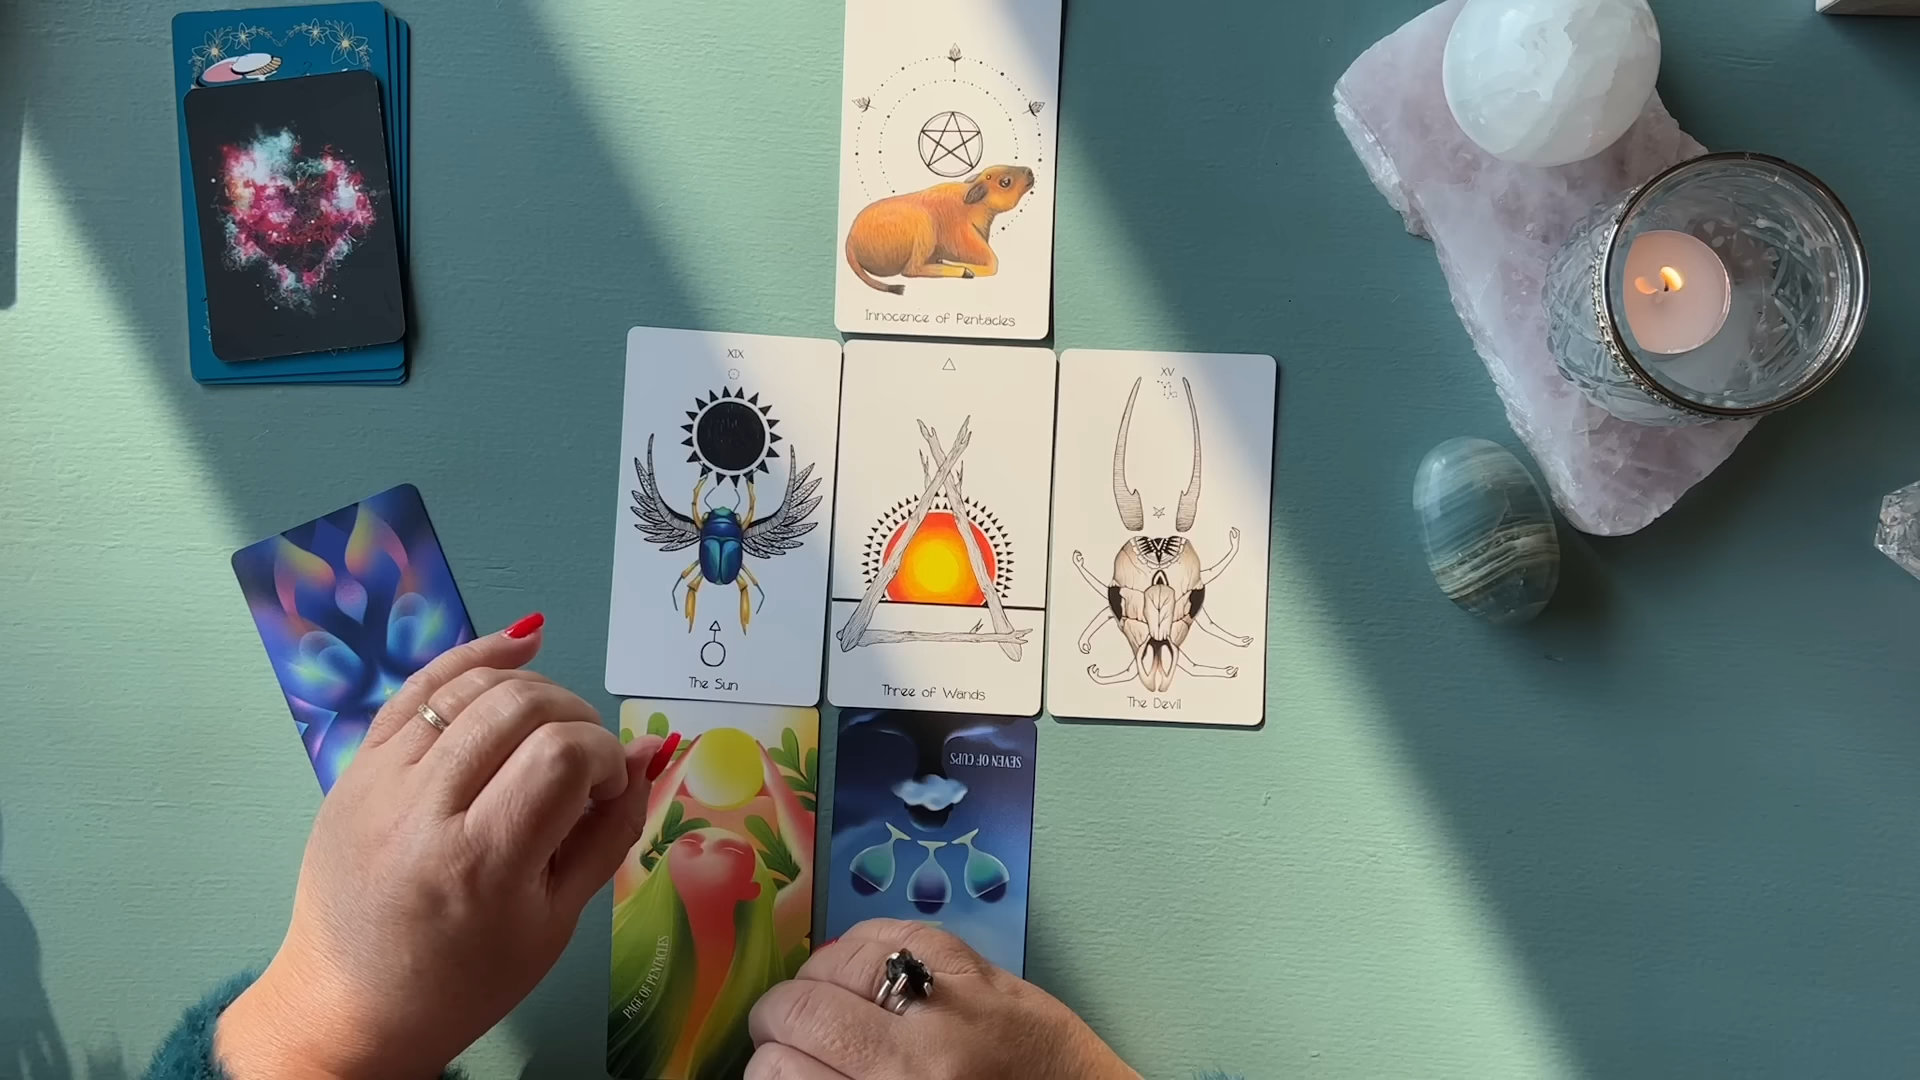 Innocence of Pentacles
XIX
The Sun
Three of Wands
XV
The Devil
SEVEN OF CUPS
PAGE OF PENTACLES